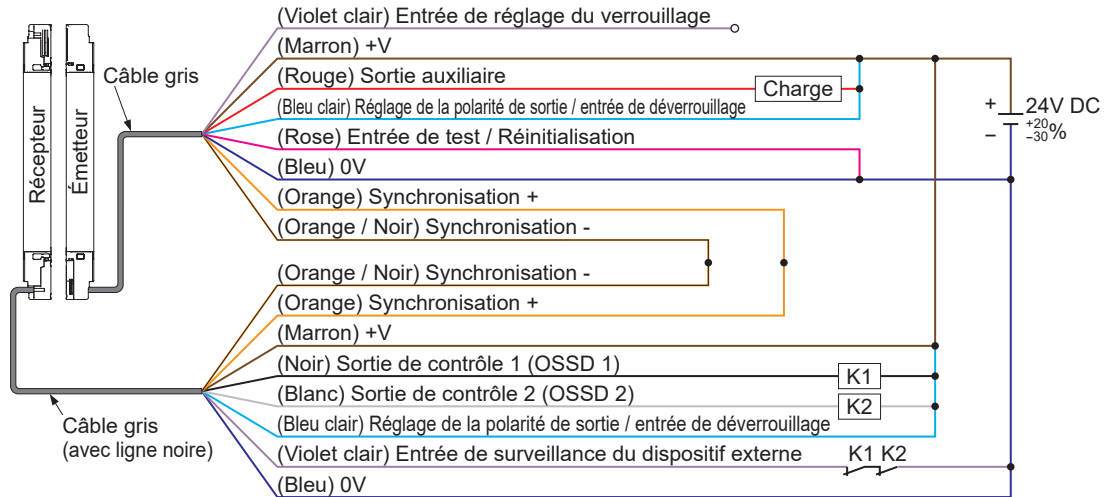 (Violet clair) Entrée de réglage du verrouillage
(Marron) +V
Câble gris
(Rouge) Sortie auxiliaire
Charge
(Bleu clair) Réglage de la polarité de sortie / entrée de déverrouillage
+ 24V DC
+20
–30 %
–
(Rose) Entrée de test / Réinitialisation
(Bleu) 0V
Récepteur
Émetteur
(Orange) Synchronisation +
(Orange / Noir) Synchronisation -
(Orange / Noir) Synchronisation -
(Orange) Synchronisation +
(Marron) +V
(Noir) Sortie de contrôle 1 (OSSD 1)
K1
(Blanc) Sortie de contrôle 2 (OSSD 2)
K2
(Bleu clair) Réglage de la polarité de sortie / entrée de déverrouillage
Câble gris
(avec ligne noire)
(Violet clair) Entrée de surveillance du dispositif externe
K1 K2
(Bleu) 0V